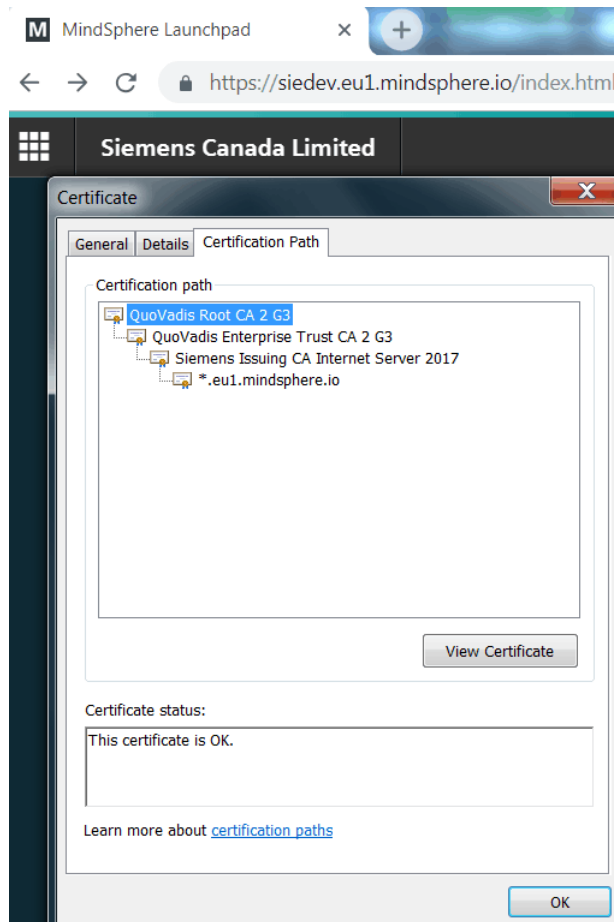 M MindSphere Launchpad × +
https://siedev.eu1.mindsphere.io/index.html
Siemens Canada Limited
Certificate
X
General Details Certification Path
Certification path
QuoVadis Root CA 2 G3
QuoVadis Enterprise Trust CA 2 G3
Siemens Issuing CA Internet Server 2017
*.eu1.mindsphere.io
View Certificate
Certificate status:
This certificate is OK.
Learn more about certification paths
OK